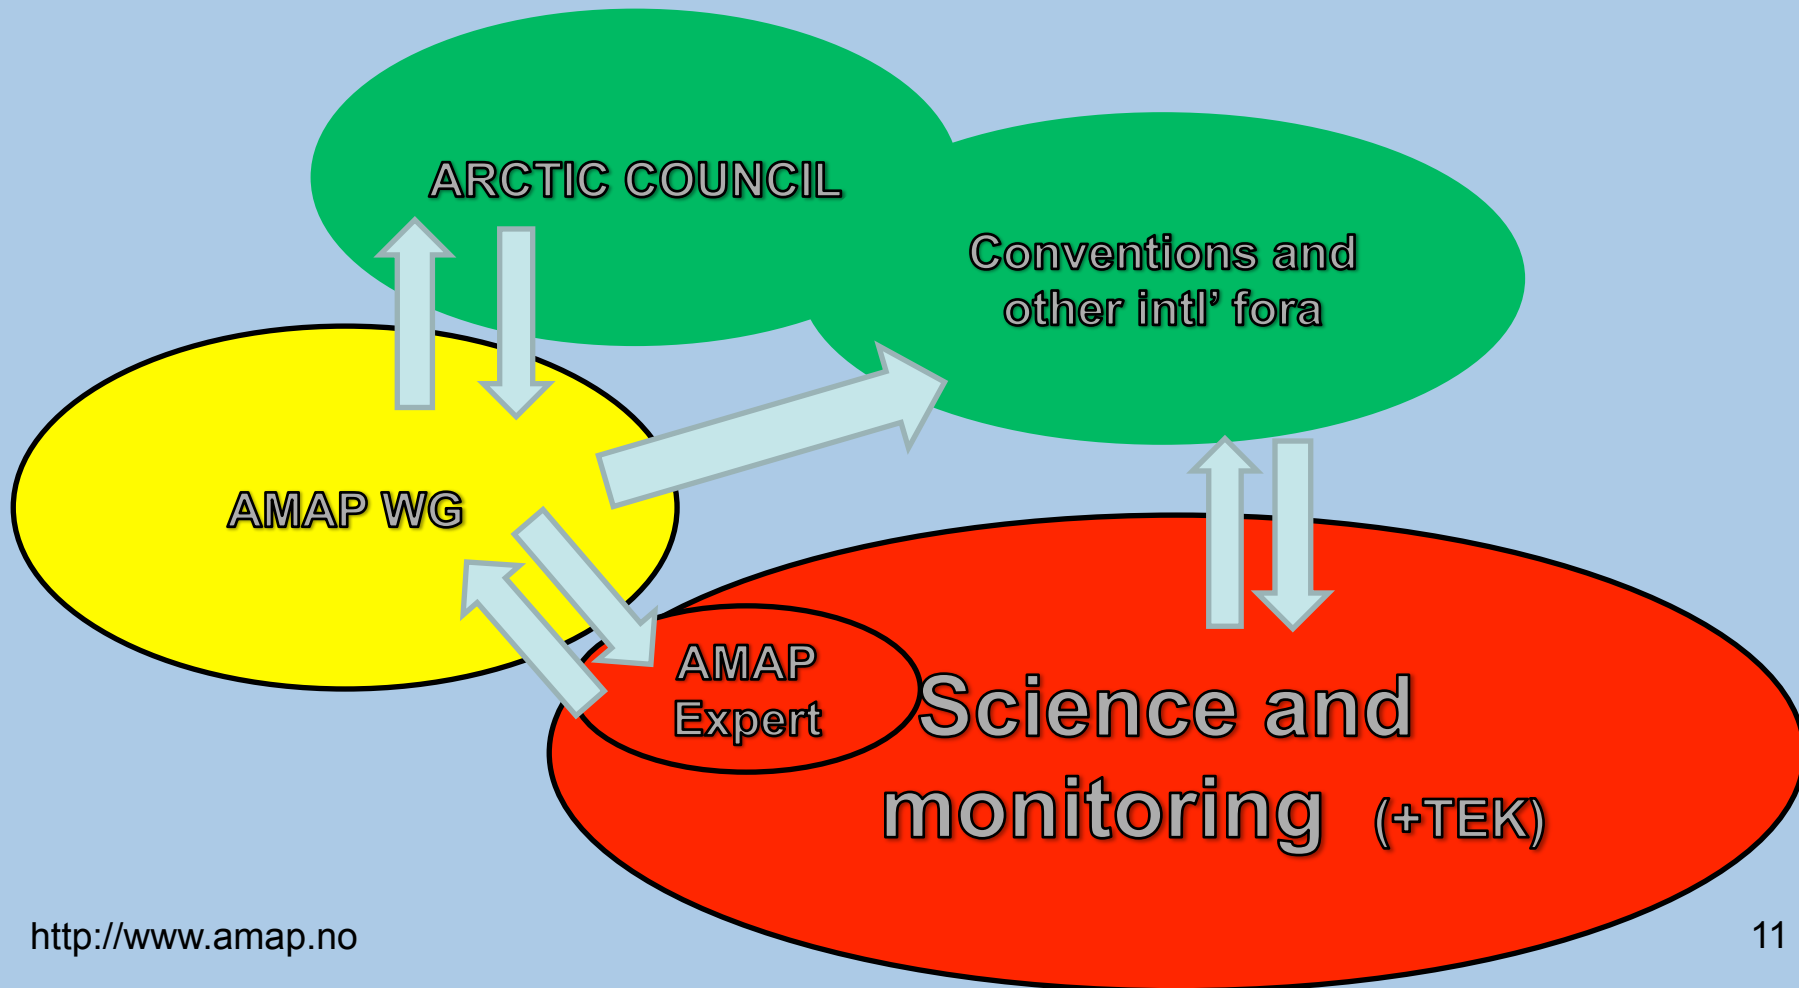 ARCTIC COUNCIL
Conventions and
other intl’ fora
AMAP WG
AMAP
Expert
Science and
monitoring (+TEK)
http://www.amap.no
11